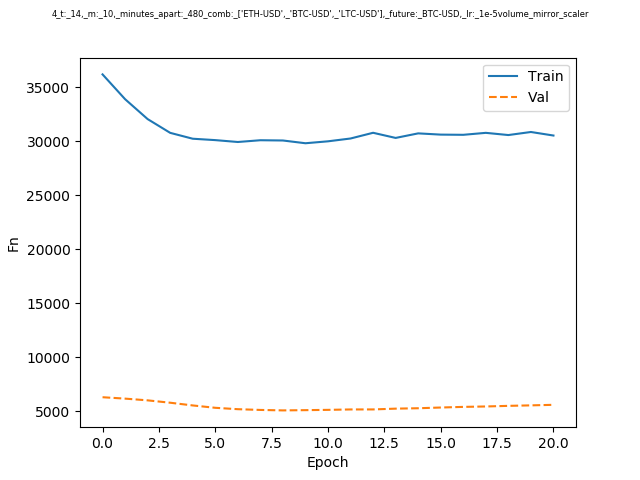 4_t:_14,_m:_10,_minutes_apart:_480_comb:_['ETH-USD',_'BTC-USD',_'LTC-USD'],_future:_BTC-USD,_lr:_1e-5volume_mirror_scaler
Train
Val
35000
30000
25000
20000
15000
10000
5000
Fn
0.0 2.5 5.0 7.5 10.0 12.5 15.0 17.5 20.0
Epoch